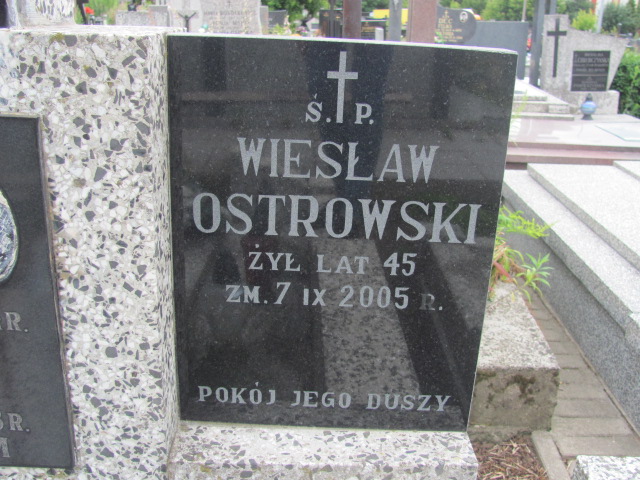 Ś. P.
WIESŁAW
OSTROWSKI
ŻYŁ LAT 45
ZM. 7 IX 2005 R.
POKÓJ JEGO DUSZY